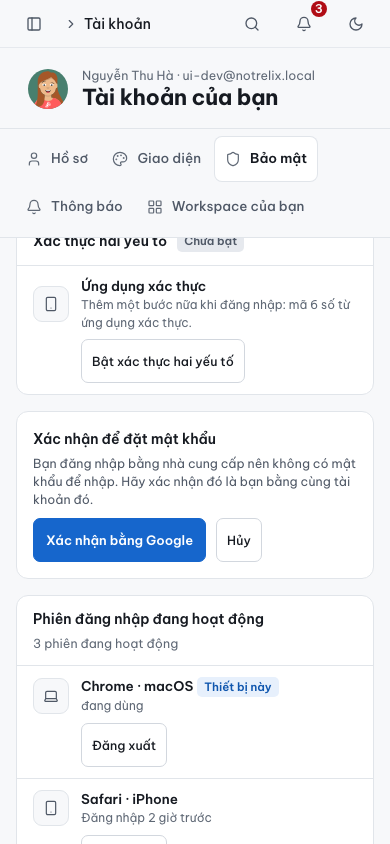 Tài khoản
3
Nguyễn Thu Hà · ui-dev@notrelix.local
Tài khoản của bạn
Hồ sơ
Giao diện
Bảo mật
Thông báo
Workspace của bạn
Xác thực hai yếu tố
Chưa bật
Ứng dụng xác thực
Thêm một bước nữa khi đăng nhập: mã 6 số từ
ứng dụng xác thực.
Bật xác thực hai yếu tố
Xác nhận để đặt mật khẩu
Bạn đăng nhập bằng nhà cung cấp nên không có mật
khẩu để nhập. Hãy xác nhận đó là bạn bằng cùng tài
khoản đó.
Xác nhận bằng Google
Hủy
Phiên đăng nhập đang hoạt động
3 phiên đang hoạt động
Chrome · macOS
Thiết bị này
đang dùng
Đăng xuất
Safari · iPhone
Đăng nhập 2 giờ trước